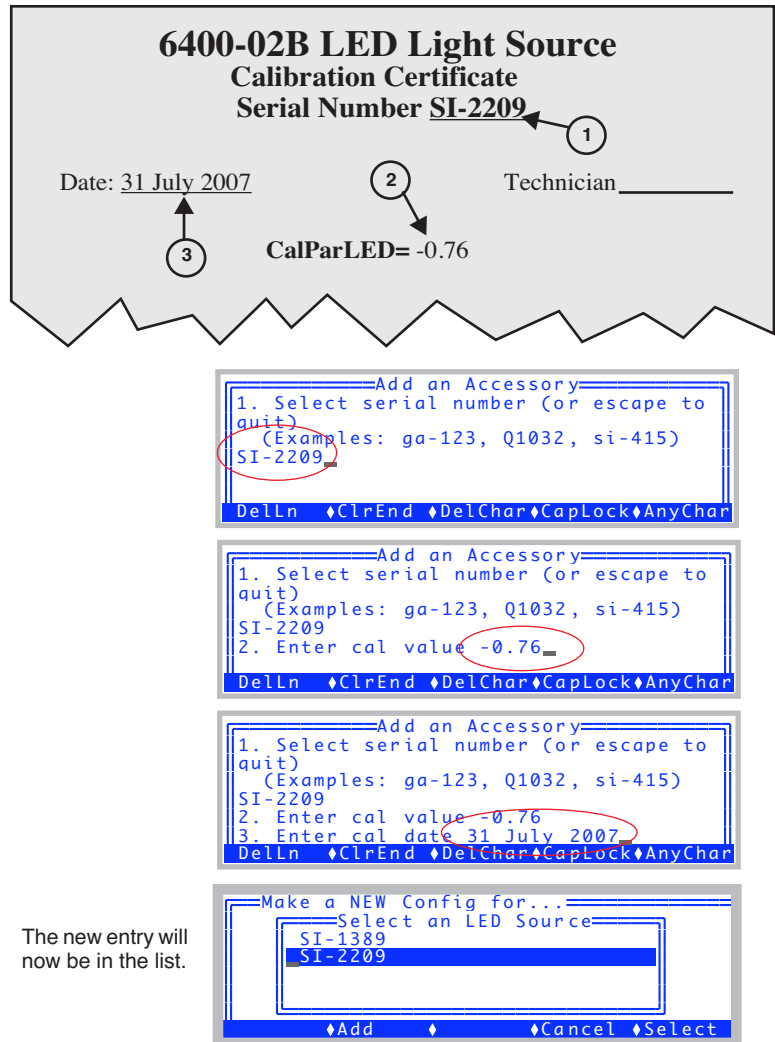 6400-02B LED Light Source
Calibration Certificate
Serial Number SI-2209
1
Date: 31 July 2007
2
Technician
3
CalParLED= -0.76
Add an Accessory
1. Select serial number (or escape to
quit)
(Examples: ga-123, Q1032, si-415)
SI-2209
DelLn ♦ClrEnd ♦DelChar♦CapLock♦AnyChar
Add an Accessory
1. Select serial number (or escape to
quit)
(Examples: ga-123, Q1032, si-415)
SI-2209
2. Enter cal value -0.76
DelLn ♦ClrEnd ♦DelChar♦CapLock♦AnyChar
Add an Accessory
1. Select serial number (or escape to
quit)
(Examples: ga-123, Q1032, si-415)
SI-2209
2. Enter cal value -0.76
3. Enter cal date 31 July 2007
DelLn ♦ClrEnd ♦DelChar♦CapLock♦AnyChar
The new entry will
now be in the list.
Make a NEW Config for...
Select an LED Source
SI-1389
SI-2209
♦Add ♦ ♦Cancel ♦Select